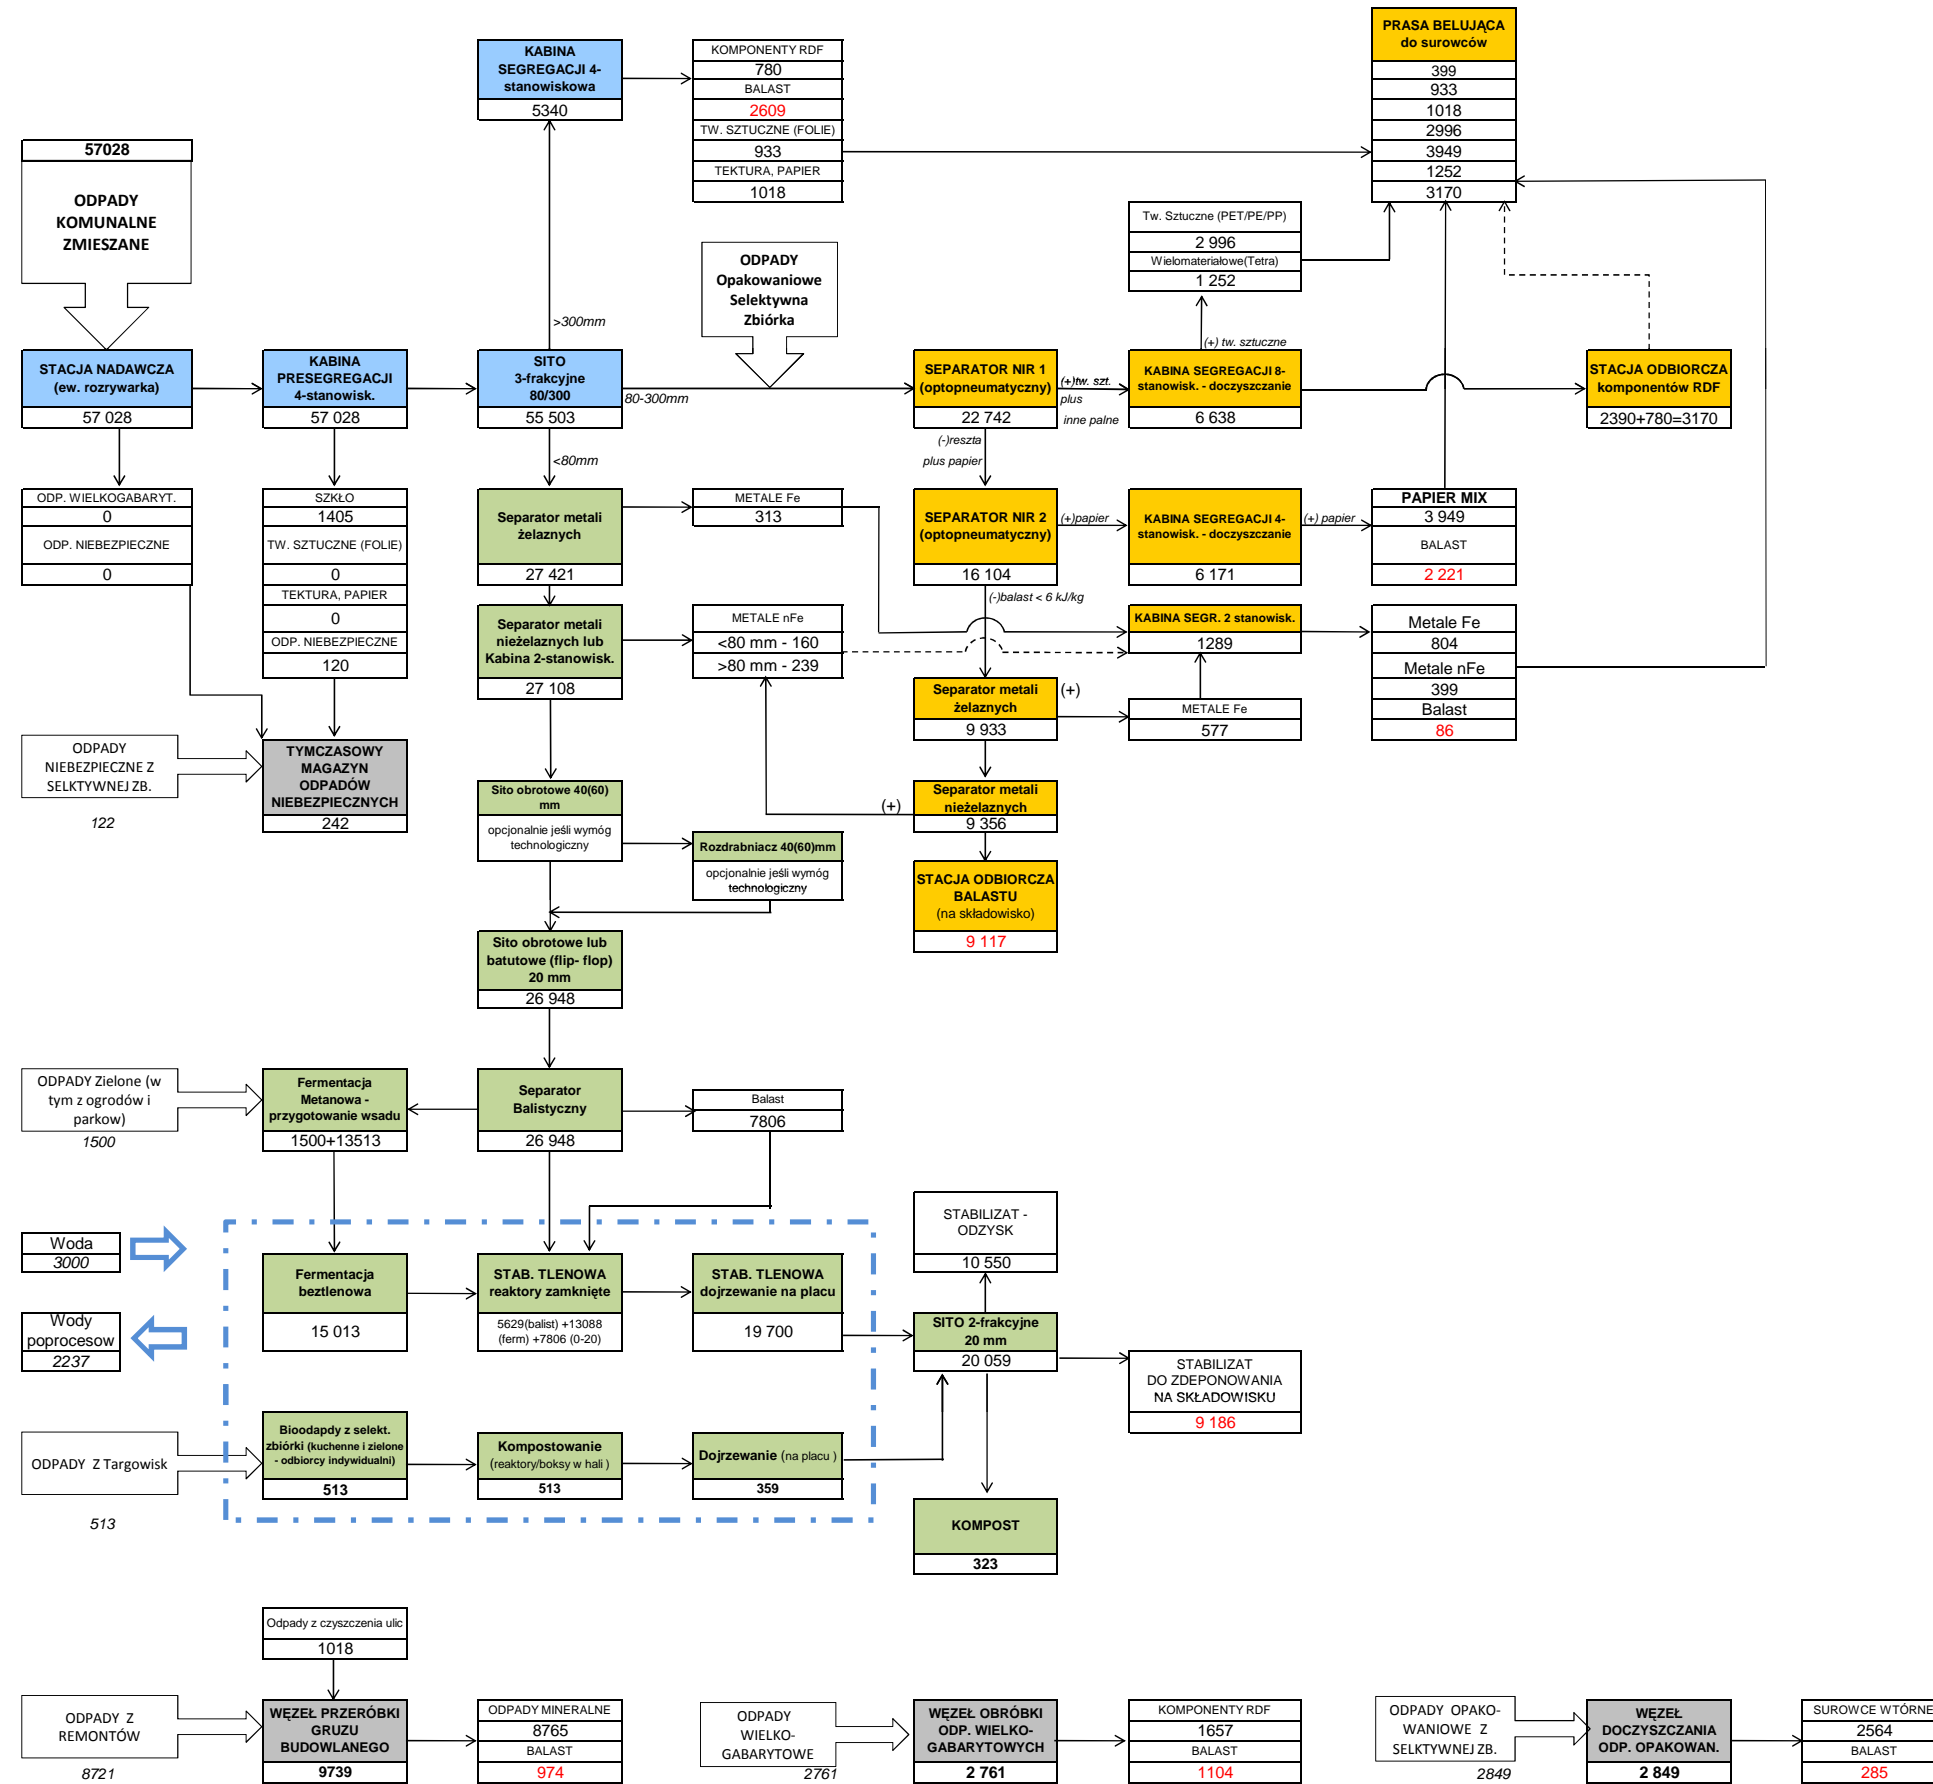 57028
ODPADY
KOMUNALNE
ZMIESZANE
KABINA
SEGREGACJI 4-
stanowiskowa
5340
>300mm
KOMPONENTY RDF
780
BALAST
2609
TW. SZTUCZNE (FOLIE)
933
TEKTURA, PAPIER
1018
PRASA BELUJĄCA
do surowców
399
933
1018
2996
3949
1252
3170
Tw. Sztuczne (PET/PE/PP)
2 996
Wielomateriałowe(Tetra)
1 252
(+) tw. sztuczne
ODPADY
Opakowaniowe
Selektywna
Zbiórka
STACJA NADAWCZA
(ew. rozrywarka)
57 028
KABINA
PRESEGREGACJI
4-stanowisk.
57 028
SITO
3-frakcyjne
80/300
55 503
80-300mm
<80mm
SEPARATOR NIR 1
(optopneumatyczny)
22 742
(+)tw. szt.
plus
inne palne
KABINA SEGREGACJI 8-
stanowisk. - doczyszczanie
6 638
STACJA ODBIORCZA
komponentów RDF
2390+780=3170
(-)reszta
plus papier
ODP. WIELKOGABARYT.
0
ODP. NIEBEZPIECZNE
0
SZKŁO
1405
TW. SZTUCZNE (FOLIE)
0
TEKTURA, PAPIER
0
ODP. NIEBEZPIECZNE
120
Separator metali
żelaznych
27 421
METALE Fe
313
SEPARATOR NIR 2
(optopneumatyczny)
16 104
(+)papier
KABINA SEGREGACJI 4-
stanowisk. - doczyszczanie
6 171
(+) papier
PAPIER MIX
3 949
BALAST
2 221
(-)balast < 6 kJ/kg
Separator metali
nieżelaznych lub
Kabina 2-stanowisk.
27 108
METALE nFe
<80 mm - 160
>80 mm - 239
KABINA SEGR. 2 stanowisk.
1289
Metale Fe
804
Metale nFe
399
Balast
86
Separator metali
żelaznych
9 933
(+)
METALE Fe
577
ODPADY
NIEBEZPIECZNE Z
SELKTYWNEJ ZB.
122
TYMCZASOWY
MAGAZYN
ODPADÓW
NIEBEZPIECZNYCH
242
Sito obrotowe 40(60)
mm
opcjonalnie jeśli wymóg
technologiczny
Rozdrabniacz 40(60)mm
opcjonalnie jeśli wymóg
technologiczny
(+)
Separator metali
nieżelaznych
9 356
STACJA ODBIORCZA
BALASTU
(na składowisko)
9 117
Sito obrotowe lub
batutowe (flip- flop)
20 mm
26 948
ODPADY Zielone (w
tym z ogrodów i
parkow)
1500
Fermentacja
Metanowa -
przygotowanie wsadu
1500+13513
Separator
Balistyczny
26 948
Balast
7806
Woda
3000
Wody
poprocesow
2237
Fermentacja
beztlenowa
15 013
STAB. TLENOWA
reaktory zamknięte
5629(balist) +13088
(ferm) +7806 (0-20)
STAB. TLENOWA
dojrzewanie na placu
19 700
STABILIZAT -
ODZYSK
10 550
SITO 2-frakcyjne
20 mm
20 059
STABILIZAT
DO ZDEPONOWANIA
NA SKŁADOWISKU
9 186
ODPADY Z Targowisk
513
Bioodapdy z selekt.
zbiórki (kuchenne i zielone
- odbiorcy indywidualni)
513
Kompostowanie
(reaktory/boksy w hali )
513
Dojrzewanie (na placu )
359
KOMPOST
323
Odpady z czyszczenia ulic
1018
ODPADY Z
REMONTÓW
8721
WĘZEŁ PRZERÓBKI
GRUZU
BUDOWLANEGO
9739
ODPADY MINERALNE
8765
BALAST
974
ODPADY
WIELKO-
GABARYTOWE
2761
WĘZEŁ OBRÓBKI
ODP. WIELKO-
GABARYTOWYCH
2 761
KOMPONENTY RDF
1657
BALAST
1104
ODPADY OPAKO-
WANIOWE Z
SELKTYWNEJ ZB.
2849
WĘZEŁ
DOCZYSZCZANIA
ODP. OPAKOWAN.
2 849
SUROWCE WTÓRNE
2564
BALAST
285